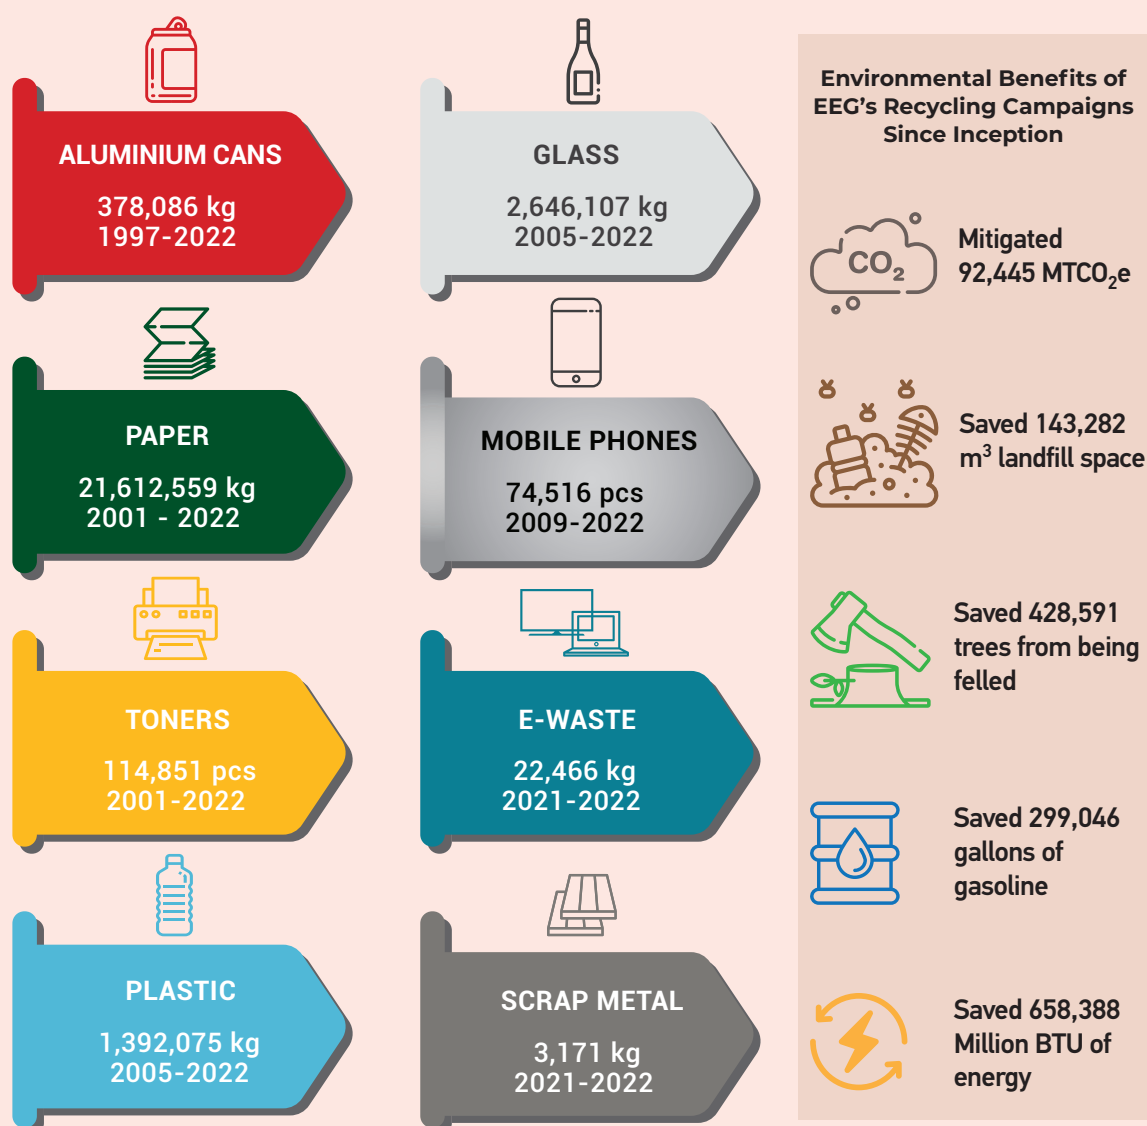 ALUMINIUM CANS
378,086 kg
1997-2022
GLASS
2,646,107 kg
2005-2022
PAPER
21,612,559 kg
2001 - 2022
MOBILE PHONES
74,516 pcs
2009-2022
TONERS
114,851 pcs
2001-2022
E-WASTE
22,466 kg
2021-2022
PLASTIC
1,392,075 kg
2005-2022
SCRAP METAL
3,171 kg
2021-2022
Environmental Benefits of
EEG's Recycling Campaigns
Since Inception
CO₂
Mitigated
92,445 MTCO₂e
Saved 143,282
m³ landfill space
Saved 428,591
trees from being
felled
Saved 299,046
gallons of
gasoline
Saved 658,388
Million BTU of
energy